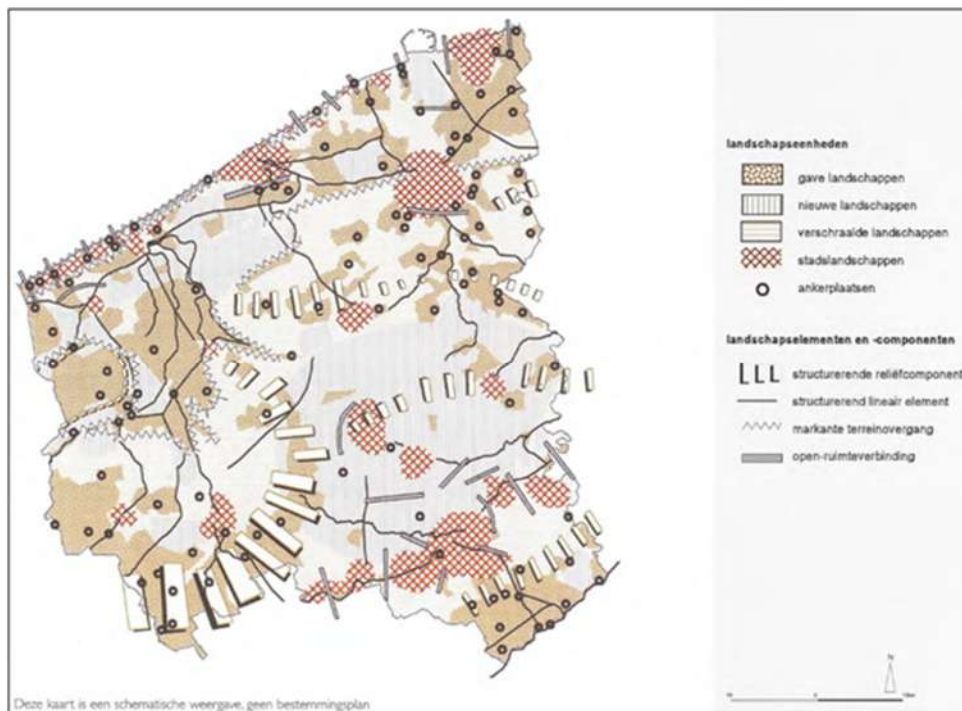 landschapseenheden
gave landschappen
nieuwe landschappen
verschraalde landschappen
stadslandschappen
ankerplaatsen
landschapselementen en -componenten
structurerende reliëfcomponent
structurerend lineair element
markante terreinovergang
open-ruimteverbinding
N
Deze kaart is een schematische weergave, geen bestemmingsplan